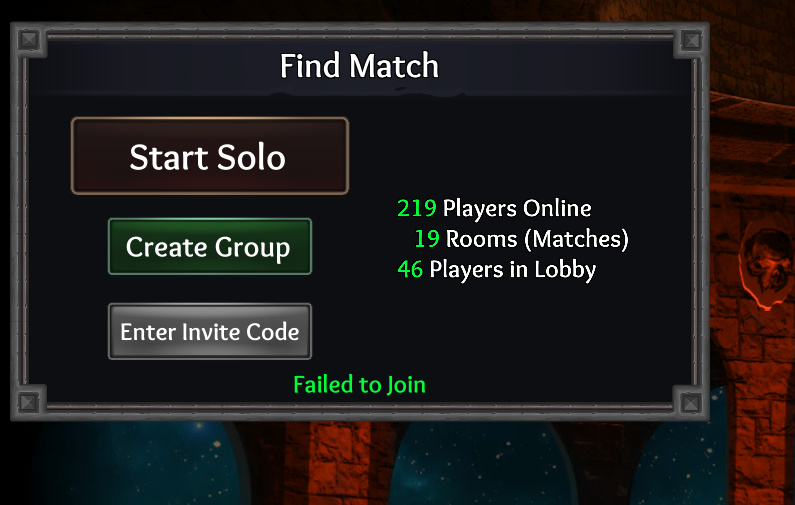 Find Match
Start Solo
Create Group
Enter Invite Code
219 Players Online
19 Rooms (Matches)
46 Players in Lobby
Failed to Join